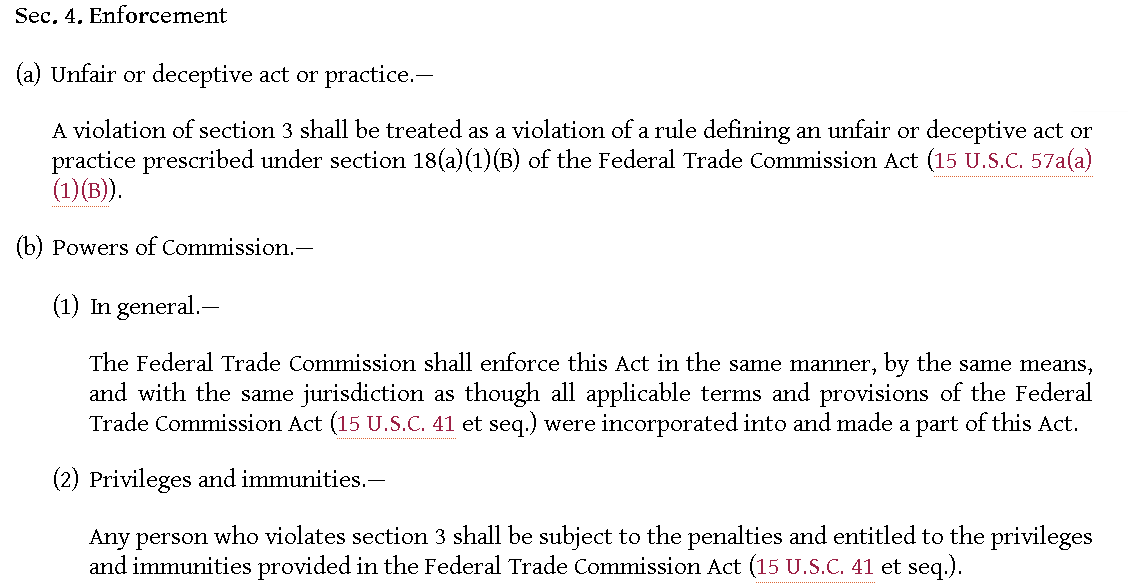 Sec. 4. Enforcement
(a) Unfair or deceptive act or practice.—
A violation of section 3 shall be treated as a violation of a rule defining an unfair or deceptive act or
practice prescribed under section 18(a)(1)(B) of the Federal Trade Commission Act (15 U.S.C. 57a(a)
(1)(B)).
(b) Powers of Commission.—
(1) In general.—
The Federal Trade Commission shall enforce this Act in the same manner, by the same means,
and with the same jurisdiction as though all applicable terms and provisions of the Federal
Trade Commission Act (15 U.S.C. 41 et seq.) were incorporated into and made a part of this Act.
(2) Privileges and immunities.—
Any person who violates section 3 shall be subject to the penalties and entitled to the privileges
and immunities provided in the Federal Trade Commission Act (15 U.S.C. 41 et seq.).